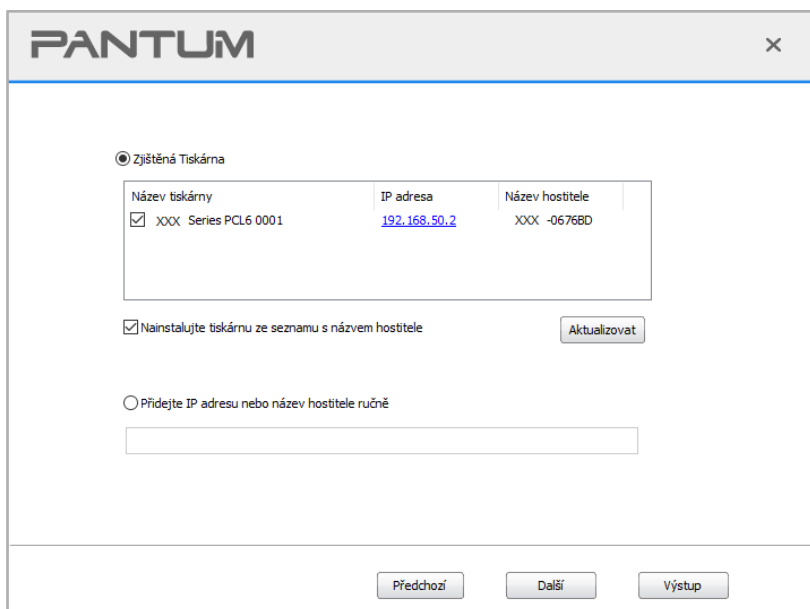 PANTUM
Zjištěná Tiskárna
Název tiskárny IP adresa Název hostitele
XXX Series PCL6 0001 192.168.50.2 XXX -0676BD
Nainstalujte tiskárnu ze seznamu s názvem hostitele Aktualizovat
Přidejte IP adresu nebo název hostitele ručně
Předchozí Další Výstup